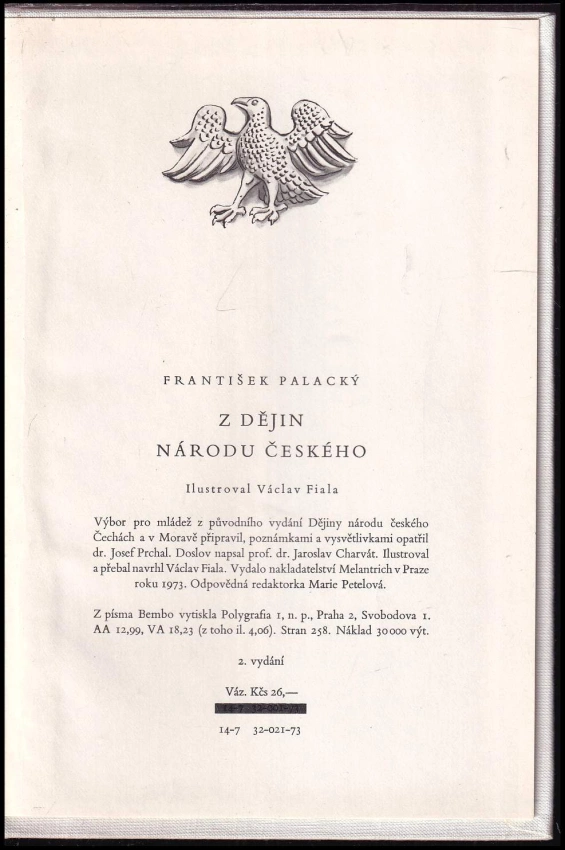 FRANTIŠEK PALACKÝ
Z DĚJIN
NÁRODU ČESKÉHO
Ilustroval Václav Fiala
Výbor pro mládež z původního vydání Dějiny národu českého
Čechách a v Moravě připravil, poznámkami a vysvětlivkami opatřil
dr. Josef Prchal. Doslov napsal prof. dr. Jaroslav Charvát. Ilustroval
a přebal navrhl Václav Fiala. Vydalo nakladatelství Melantrich v Praze
roku 1973. Odpovědná redaktorka Marie Petelová.
Z písma Bembo vytiskla Polygrafia 1, n. p., Praha 2, Svobodova 1.
AA 12,99, VA 18,23 (z toho il. 4,06). Stran 258. Náklad 30 000 výt.
2. vydání
Váz. Kčs 26,—
14-7 32-021-73